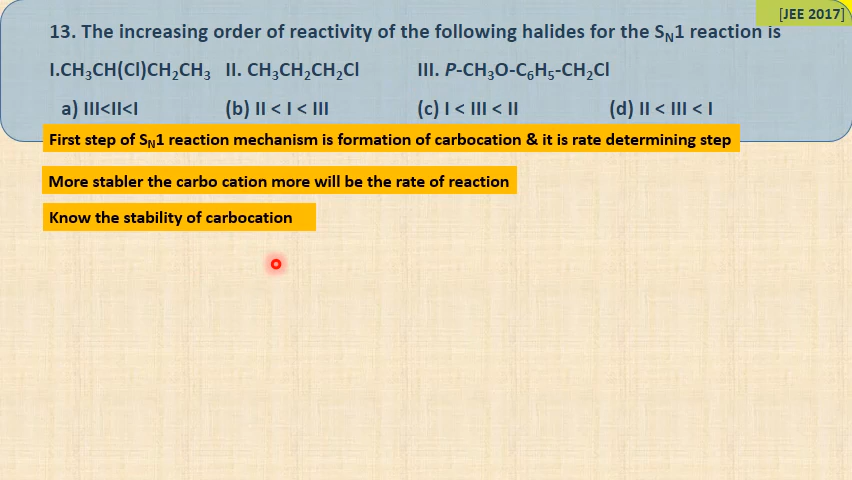 [JEE 2017]
13. The increasing order of reactivity of the following halides for the S_N1 reaction is
I.CH₃CH(Cl)CH₂CH₃ II. CH₃CH₂CH₂Cl III. P-CH₃O-C₆H₅-CH₂Cl
a) III<II<I (b) II < I < III (c) I < III < II (d) II < III < I
First step of S_N1 reaction mechanism is formation of carbocation & it is rate determining step
More stabler the carbo cation more will be the rate of reaction
Know the stability of carbocation